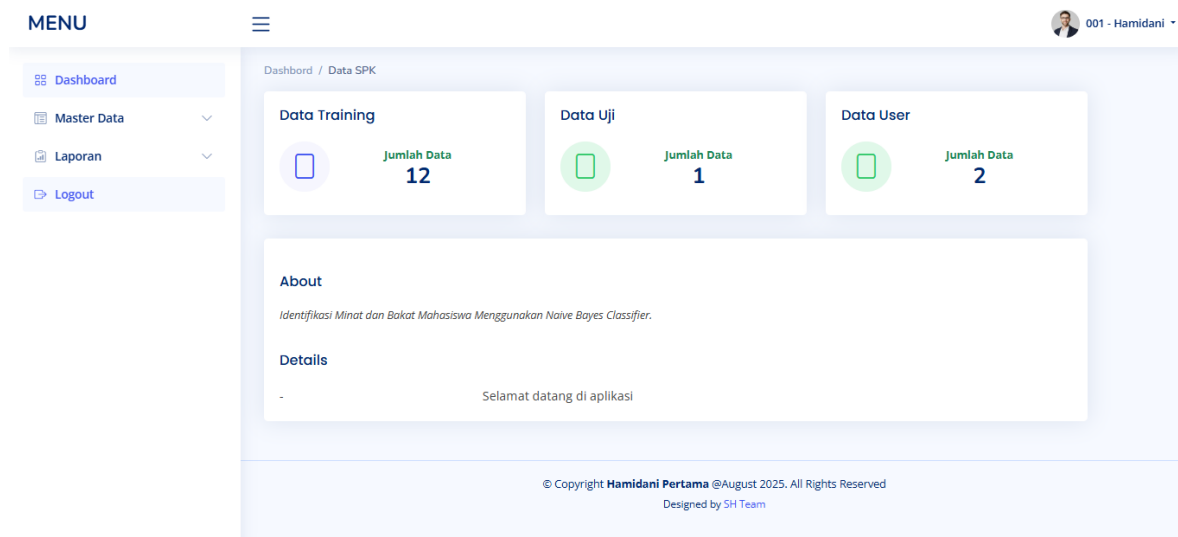 MENU
001 - Hamidani
Dashboard
Master Data
Laporan
Logout
Dashbord / Data SPK
Data Training
Jumlah Data
12
Data Uji
Jumlah Data
1
Data User
Jumlah Data
2
About
Identifikasi Minat dan Bakat Mahasiswa Menggunakan Naive Bayes Classifier.
Details
- Selamat datang di aplikasi
© Copyright Hamidani Pertama @August 2025. All Rights Reserved
Designed by SH Team